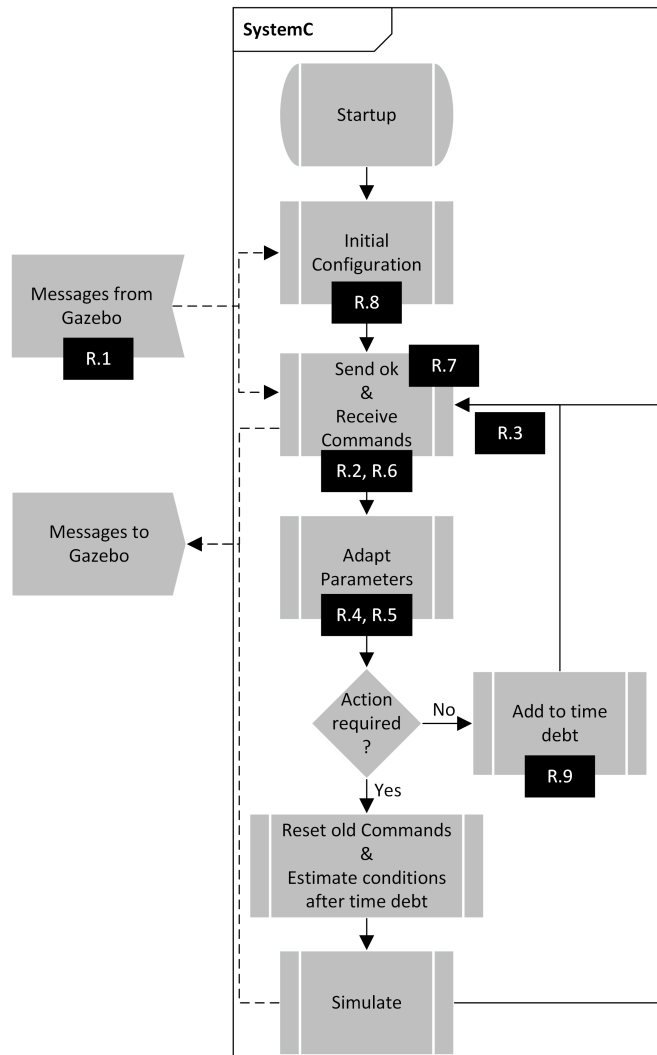 SystemC
Startup
Initial
Configuration
R.8
Messages from
Gazebo
R.1
R.7
Send ok
&
Receive
Commands
R.2, R.6
R.3
Messages to
Gazebo
Adapt
Parameters
R.4, R.5
Action
required
?
No
Add to time
debt
R.9
Yes
Reset old Commands
&
Estimate conditions
after time debt
Simulate